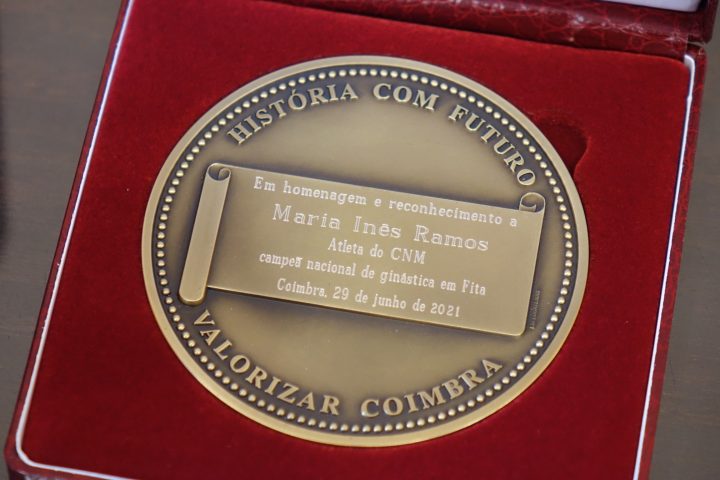 HISTÓRIA COM FUTURO
Em homenagem e reconhecimento a
Maria Inês Ramos
Atleta do CNM
campeã nacional de ginástica em Fita
Coimbra, 29 de junho de 2021
VALORIZAR COIMBRA